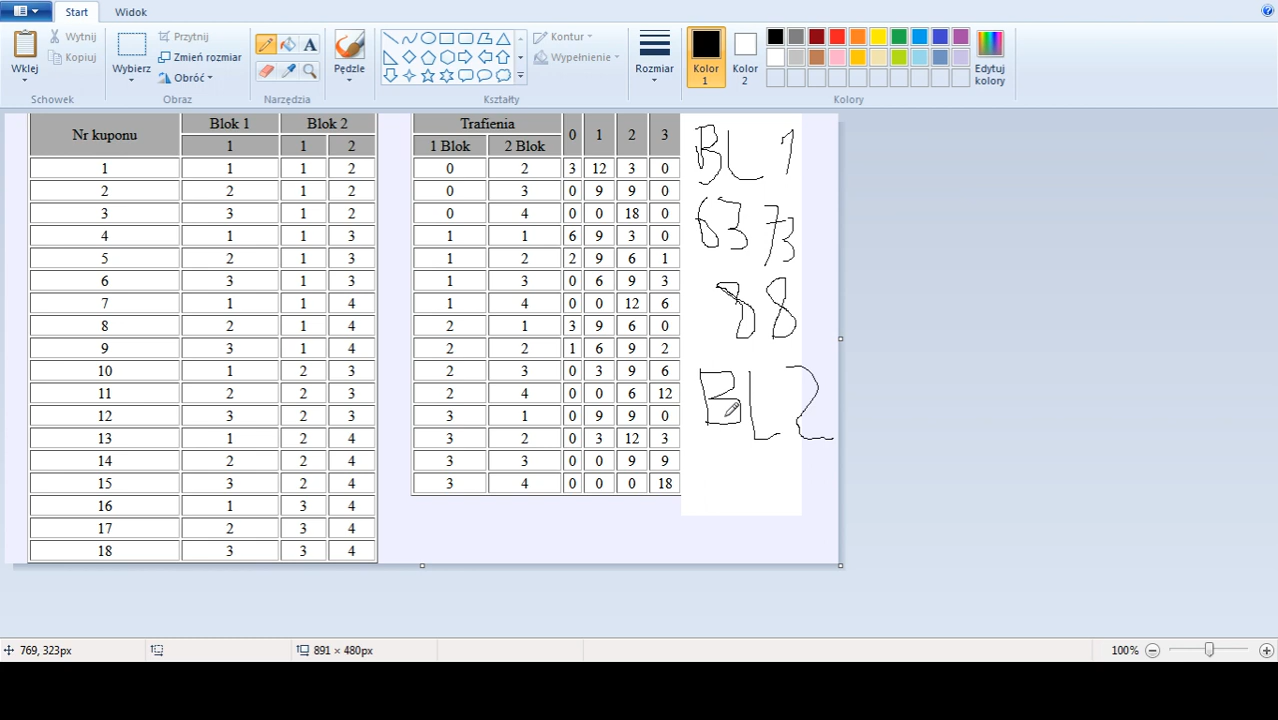 Start Widok
Wklej Wytnij Kopiuj Schowek
Wybierz Przytnij Zmień rozmiar Obróć Obraz
A Narzędzia
Pędzle
Kontur Wypełnienie Kształty
Rozmiar
Kolor 1 Kolor 2 Edytuj kolory Kolory
Nr kuponu Blok 1 Blok 2
1 1 2
1 1 1 2
2 2 1 2
3 3 1 2
4 1 1 3
5 2 1 3
6 3 1 3
7 1 1 4
8 2 1 4
9 3 1 4
10 1 2 3
11 2 2 3
12 3 2 3
13 1 2 4
14 2 2 4
15 3 2 4
16 1 3 4
17 2 3 4
18 3 3 4
Trafienia 0 1 2 3
1 Blok 2 Blok
0 2 3 12 3 0
0 3 0 9 9 0
0 4 0 0 18 0
1 1 6 9 3 0
1 2 2 9 6 1
1 3 0 6 9 3
1 4 0 0 12 6
2 1 3 9 6 0
2 2 1 6 9 2
2 3 0 3 9 6
2 4 0 0 6 12
3 1 0 9 9 0
3 2 0 3 12 3
3 3 0 0 9 9
3 4 0 0 0 18
BL 1
63 73
88
BL 2
769, 323px 891 × 480px 100%